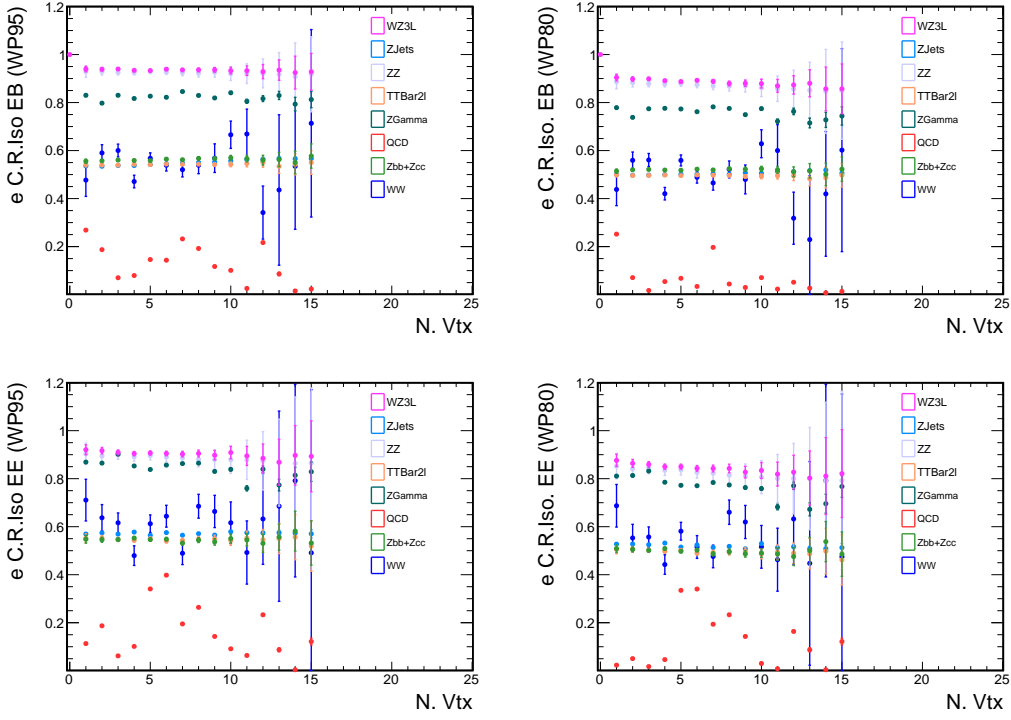 e C.R.Iso EB (WP95)
1.2
1
0.8
0.6
0.4
0.2
0 5 10 15 20 25
N. Vtx
WZ3L
ZJets
ZZ
TTBar2l
ZGamma
QCD
Zbb+Zcc
WW
e C.R.Iso. EB (WP80)
1.2
1
0.8
0.6
0.4
0.2
0 5 10 15 20 25
N. Vtx
WZ3L
ZJets
ZZ
TTBar2l
ZGamma
QCD
Zbb+Zcc
WW
e C.R.Iso EE (WP95)
1.2
1
0.8
0.6
0.4
0.2
0 5 10 15 20 25
N. Vtx
WZ3L
ZJets
ZZ
TTBar2l
ZGamma
QCD
Zbb+Zcc
WW
e C.R.Iso. EE (WP80)
1.2
1
0.8
0.6
0.4
0.2
0 5 10 15 20 25
N. Vtx
WZ3L
ZJets
ZZ
TTBar2l
ZGamma
QCD
Zbb+Zcc
WW